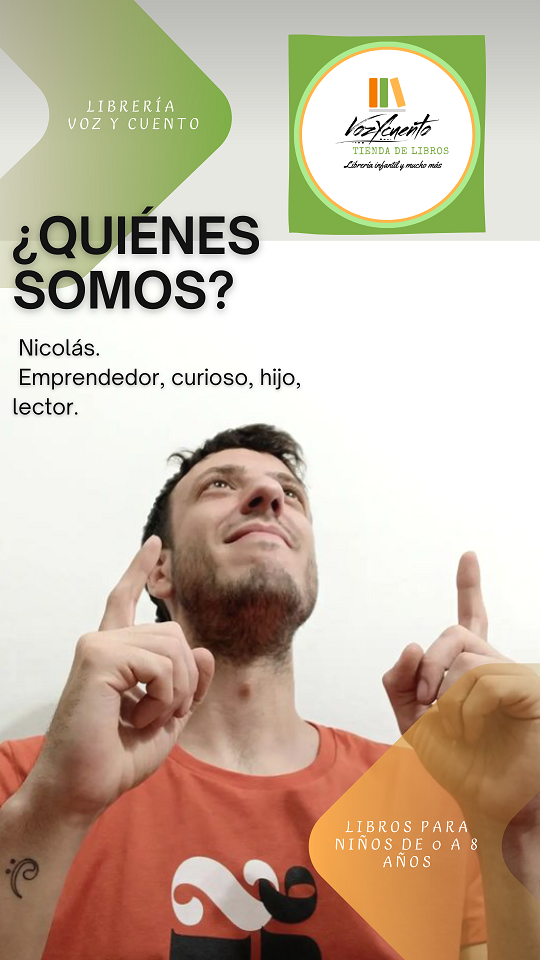 LIBRERÍA
VOZ Y CUENTO
VozYcuento
TIENDA DE LIBROS
Librería infantil y mucho más
¿QUIÉNES
SOMOS?
Nicolás.
Emprendedor, curioso, hijo,
lector.
LIBROS PARA
NIÑOS DE 0 A 8
AÑOS